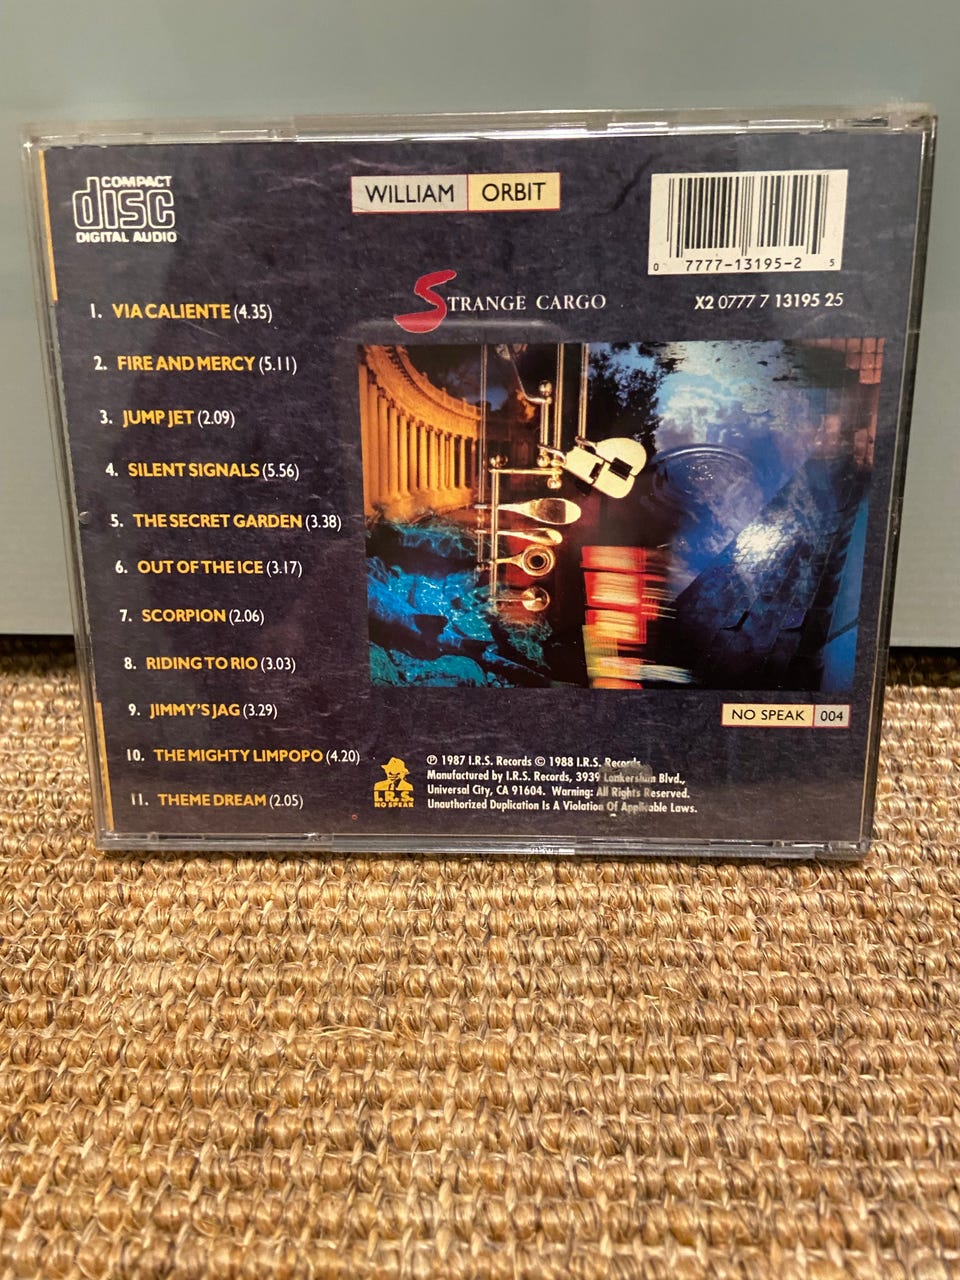 COMPACT
disc
DIGITAL AUDIO
WILLIAM ORBIT
0 7777-13195-2 5
STRANGE CARGO
X2 0777 7 13195 25
1. VIA CALIENTE (4.35)
2. FIRE AND MERCY (5.11)
3. JUMP JET (2.09)
4. SILENT SIGNALS (5.56)
5. THE SECRET GARDEN (3.38)
6. OUT OF THE ICE (3.17)
7. SCORPION (2.06)
8. RIDING TO RIO (3.03)
9. JIMMY'S JAG (3.29)
10. THE MIGHTY LIMPOPO (4.20)
11. THEME DREAM (2.05)
NO SPEAK 004
I.R.S.
NO SPEAK
℗ 1987 I.R.S. Records © 1988 I.R.S. Records
Manufactured by I.R.S. Records, 3939 Lankershim Blvd.,
Universal City, CA 91604. Warning: All Rights Reserved.
Unauthorized Duplication Is A Violation Of Applicable Laws.